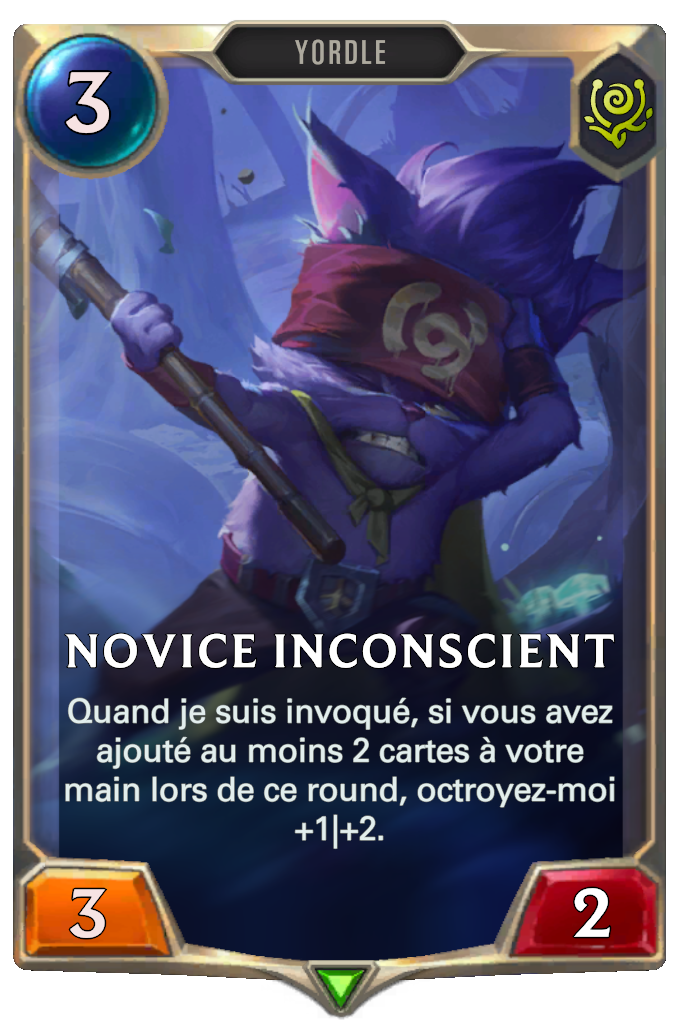 YORDLE
3
NOVICE INCONSCIENT
Quand je suis invoqué, si vous avez
ajouté au moins 2 cartes à votre
main lors de ce round, octroyez-moi
+1|+2.
3
2